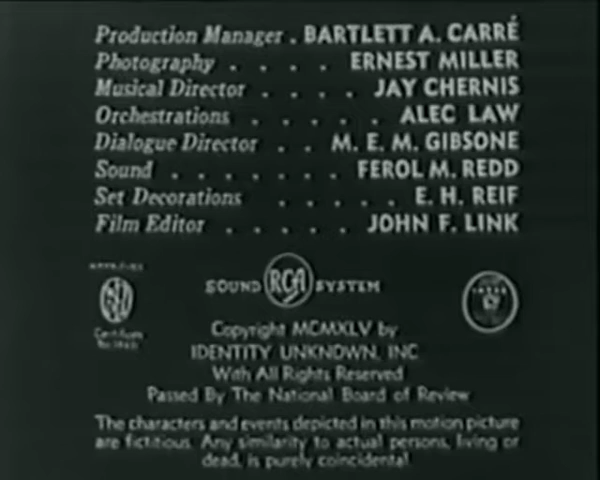 Production Manager . BARTLETT A. CARRÉ
Photography . . . . ERNEST MILLER
Musical Director . . . . JAY CHERNIS
Orchestrations . . . . . ALEC LAW
Dialogue Director . . M. E. M. GIBSONE
Sound . . . . . . . FEROL M. REDD
Set Decorations . . . . . E. H. REIF
Film Editor . . . . . JOHN F. LINK
SOUND RCA SYSTEM
Certificate
Copyright MCMXLV by
IDENTITY UNKNOWN, INC
With All Rights Reserved
Passed By The National Board of Review
The characters and events depicted in this motion picture
are fictitious. Any similarity to actual persons, living or
dead, is purely coincidental